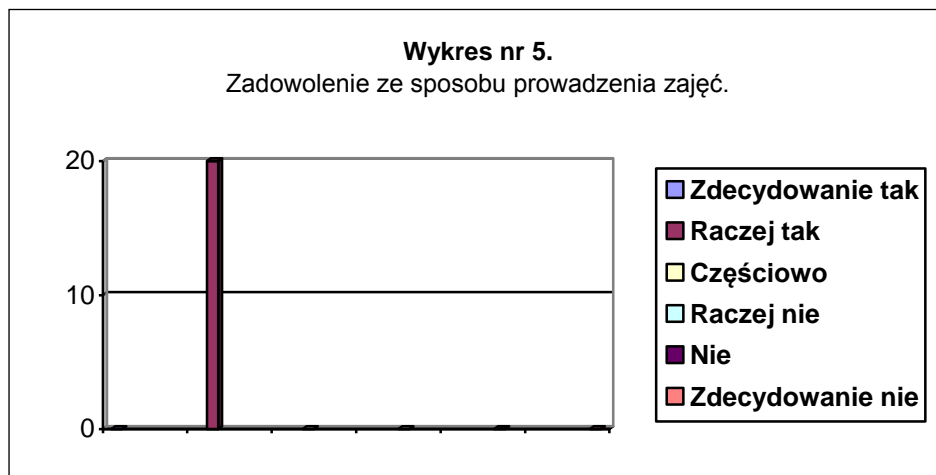 Wykres nr 5.
Zadowolenie ze sposobu prowadzenia zajęć.
20
10
0
Zdecydowanie tak
Raczej tak
Częściowo
Raczej nie
Nie
Zdecydowanie nie